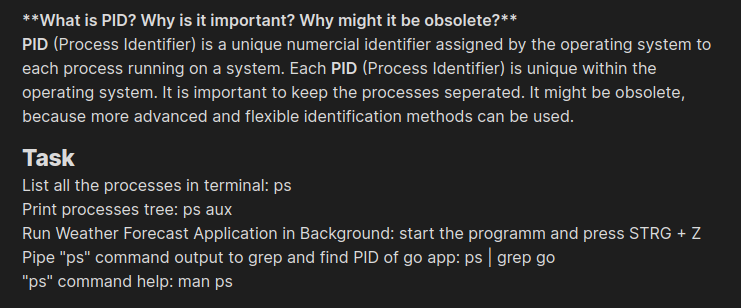 **What is PID? Why is it important? Why might it be obsolete?**
PID (Process Identifier) is a unique numercial identifier assigned by the operating system to
each process running on a system. Each PID (Process Identifier) is unique within the
operating system. It is important to keep the processes seperated. It might be obsolete,
because more advanced and flexible identification methods can be used.
Task
List all the processes in terminal: ps
Print processes tree: ps aux
Run Weather Forecast Application in Background: start the programm and press STRG + Z
Pipe "ps" command output to grep and find PID of go app: ps | grep go
"ps" command help: man ps